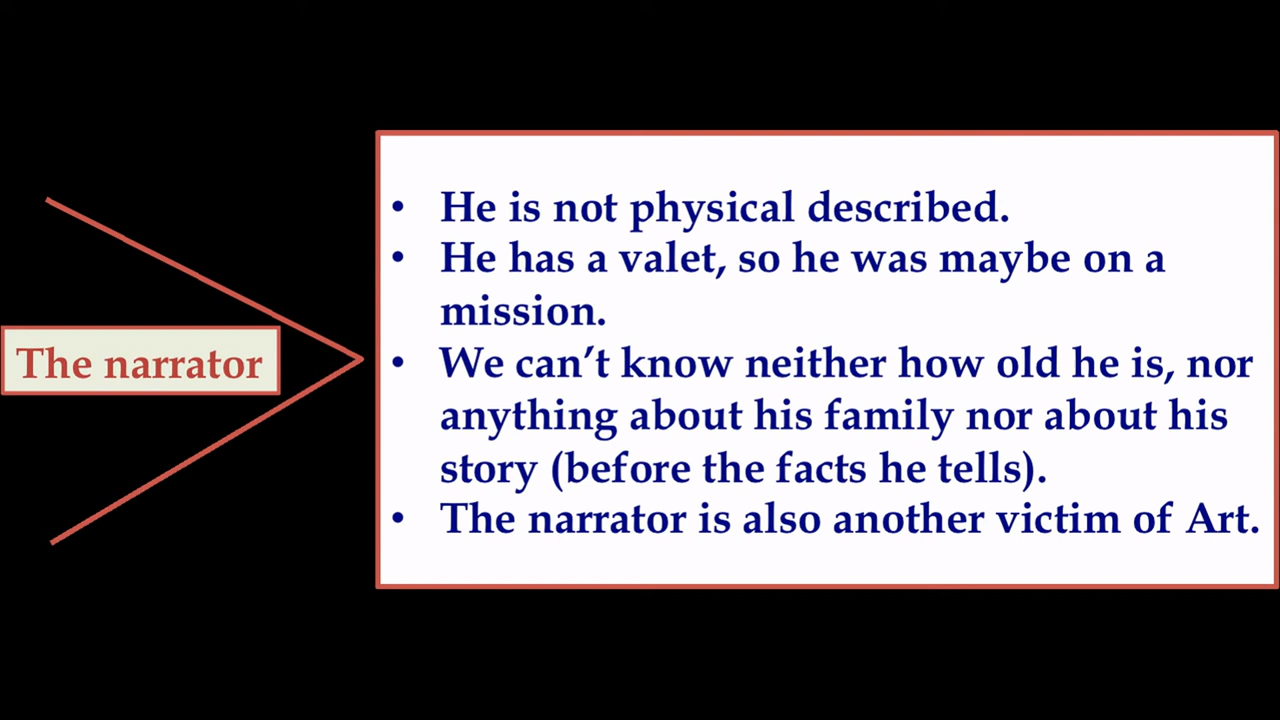 The narrator
• He is not physical described.
• He has a valet, so he was maybe on a
mission.
• We can’t know neither how old he is, nor
anything about his family nor about his
story (before the facts he tells).
• The narrator is also another victim of Art.